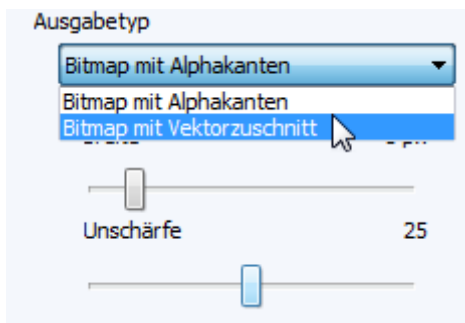 Ausgabetyp
Bitmap mit Alphakanten
Bitmap mit Alphakanten
Bitmap mit Vektorzuschnitt
Unschärfe 25